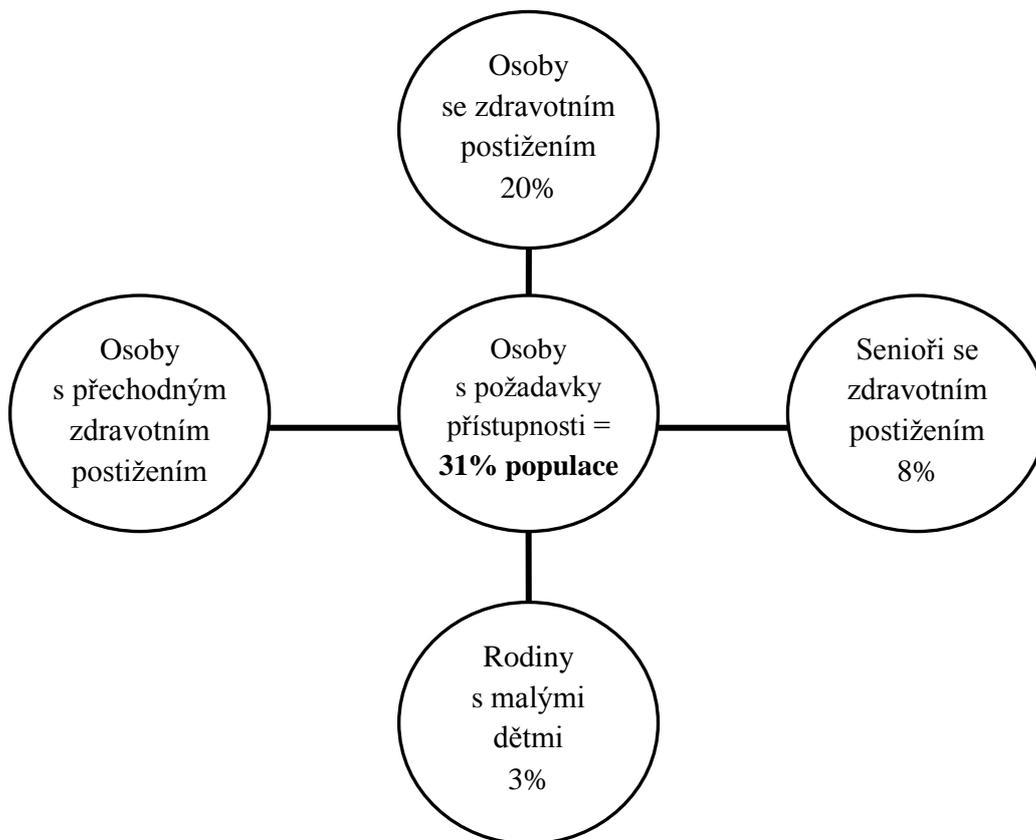 Osoby
se zdravotním
postižením
20%
Osoby
s přechodným
zdravotním
postižením
Osoby
s požadavky
přístupnosti =
31% populace
Senioři se
zdravotním
postižením
8%
Rodiny
s malými
dětmi
3%